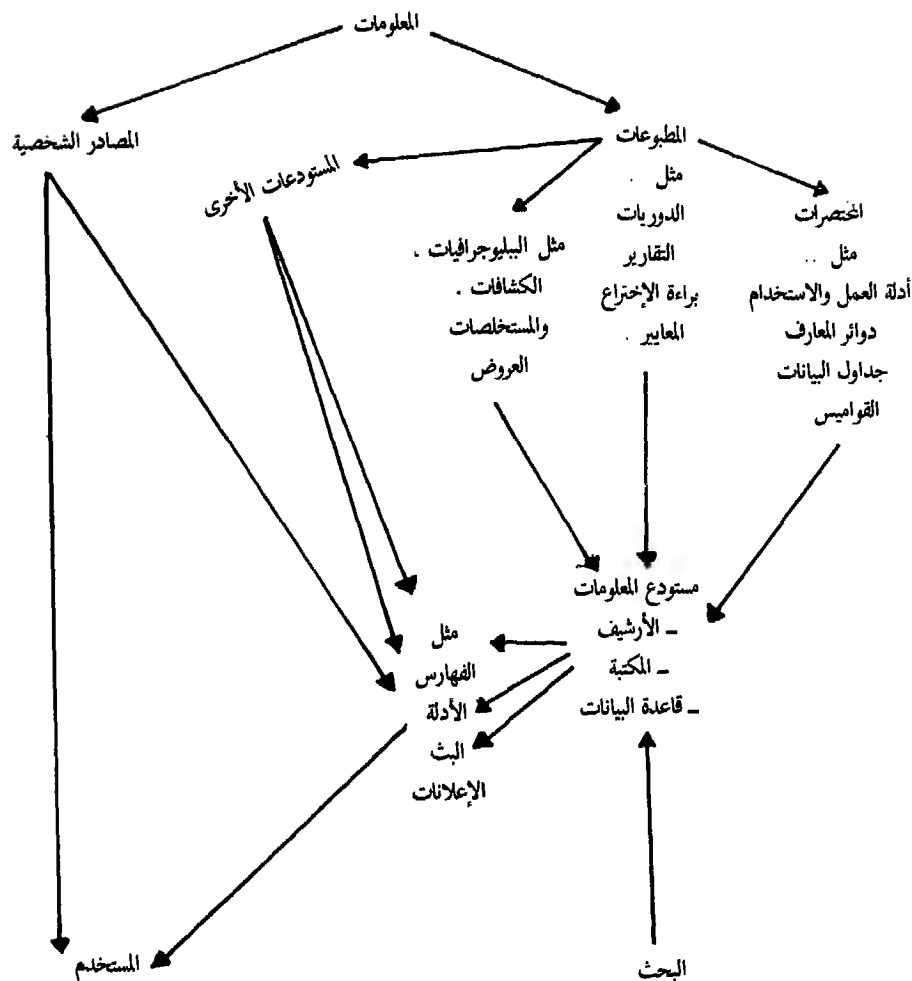 المعلومات
المصادر الشخصية
المطبوعات
مثل .
الدوريات
التقارير
براءة الإختراع
المعايير .
المستودعات الأخرى
المختصرات
مثل ..
أدلة العمل والاستخدام
دوائر المعارف
جداول البيانات
القواميس
مثل الببليوجرافيات .
الكشافات .
والمستخلصات
العروض
مستودع المعلومات
ـ الأرشيف
ـ المكتبة
ـ قاعدة البيانات
مثل
الفهارس
الأدلة
البث
الإعلانات
البحث
المستخدم